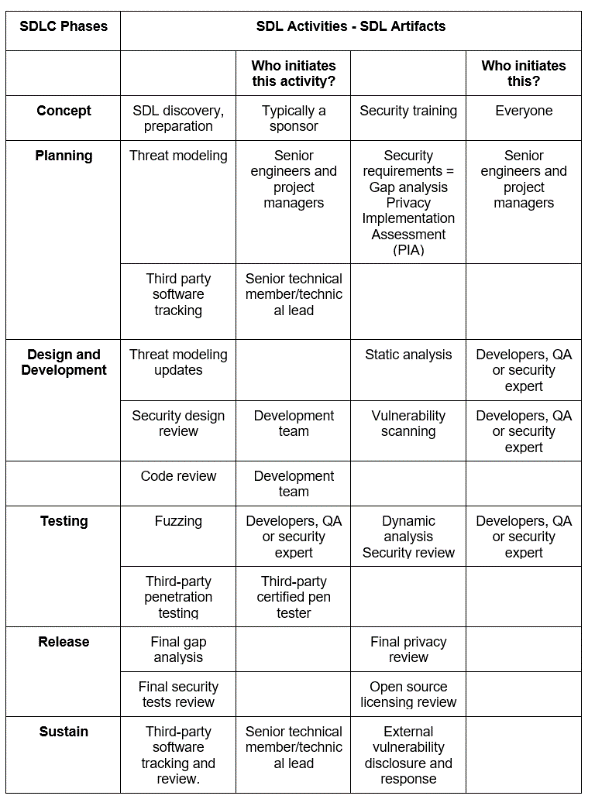 SDLC Phases
SDL Activities - SDL Artifacts
Who initiates
this activity?
Who initiates
this?
Concept
SDL discovery,
preparation
Typically a
sponsor
Security training
Everyone
Planning
Threat modeling
Senior
engineers and
project
managers
Security
requirements =
Gap analysis
Privacy
Implementation
Assessment
(PIA)
Senior
engineers and
project
managers
Third party
software
tracking
Senior technical
member/technic
al lead
Design and
Development
Threat modeling
updates
Static analysis
Developers, QA
or security
expert
Security design
review
Development
team
Vulnerability
scanning
Developers, QA
or security
expert
Code review
Development
team
Testing
Fuzzing
Developers, QA
or security
expert
Dynamic
analysis
Security review
Developers, QA
or security
expert
Third-party
penetration
testing
Third-party
certified pen
tester
Release
Final gap
analysis
Final privacy
review
Final security
tests review
Open source
licensing review
Sustain
Third-party
software
tracking and
review.
Senior technical
member/technic
al lead
External
vulnerability
disclosure and
response